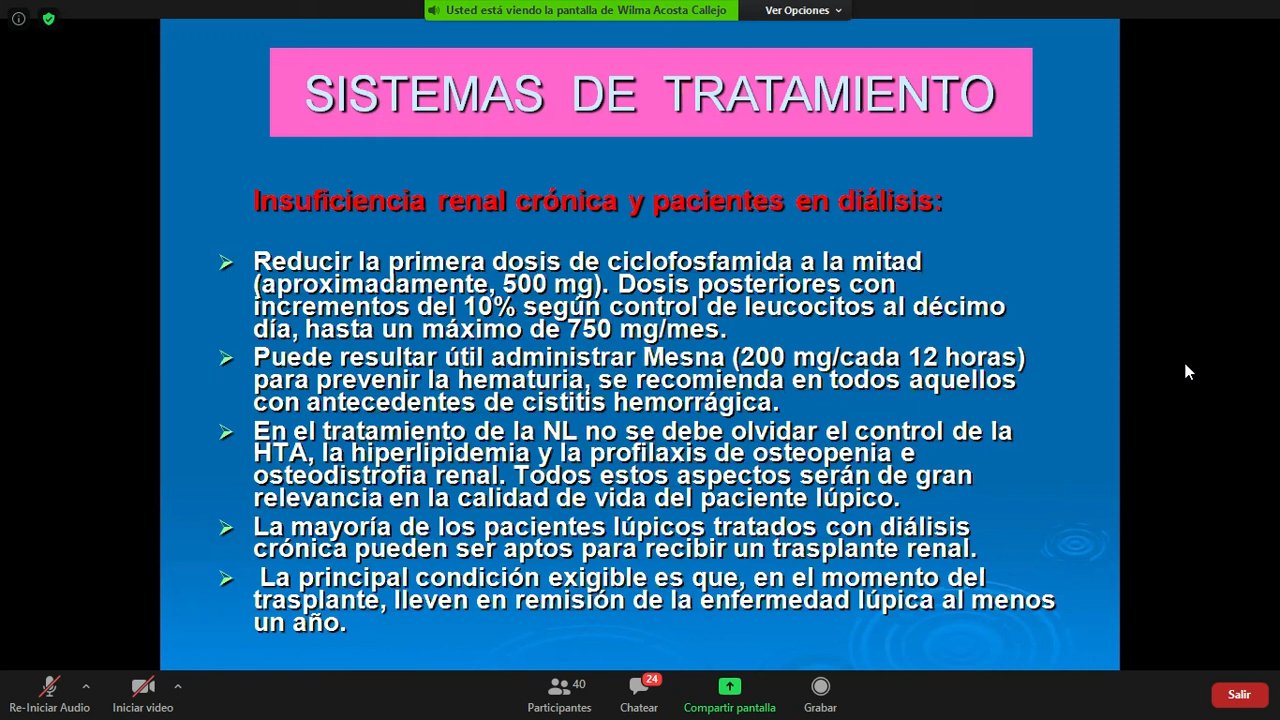 Usted está viendo la pantalla de Wilma Acosta Callejo
Ver Opciones
SISTEMAS DE TRATAMIENTO
Insuficiencia renal crónica y pacientes en diálisis:
Reducir la primera dosis de ciclofosfamida a la mitad
(aproximadamente, 500 mg). Dosis posteriores con
incrementos del 10% según control de leucocitos al décimo
día, hasta un máximo de 750 mg/mes.
Puede resultar útil administrar Mesna (200 mg/cada 12 horas)
para prevenir la hematuria, se recomienda en todos aquellos
con antecedentes de cistitis hemorrágica.
En el tratamiento de la NL no se debe olvidar el control de la
HTA, la hiperlipidemia y la profilaxis de osteopenia e
osteodistrofia renal. Todos estos aspectos serán de gran
relevancia en la calidad de vida del paciente lúpico.
La mayoría de los pacientes lúpicos tratados con diálisis
crónica pueden ser aptos para recibir un trasplante renal.
La principal condición exigible es que, en el momento del
trasplante, lleven en remisión de la enfermedad lúpica al menos
un año.
40
24
Re-Iniciar Audio
Iniciar video
Participantes
Chatear
Compartir pantalla
Grabar
Salir